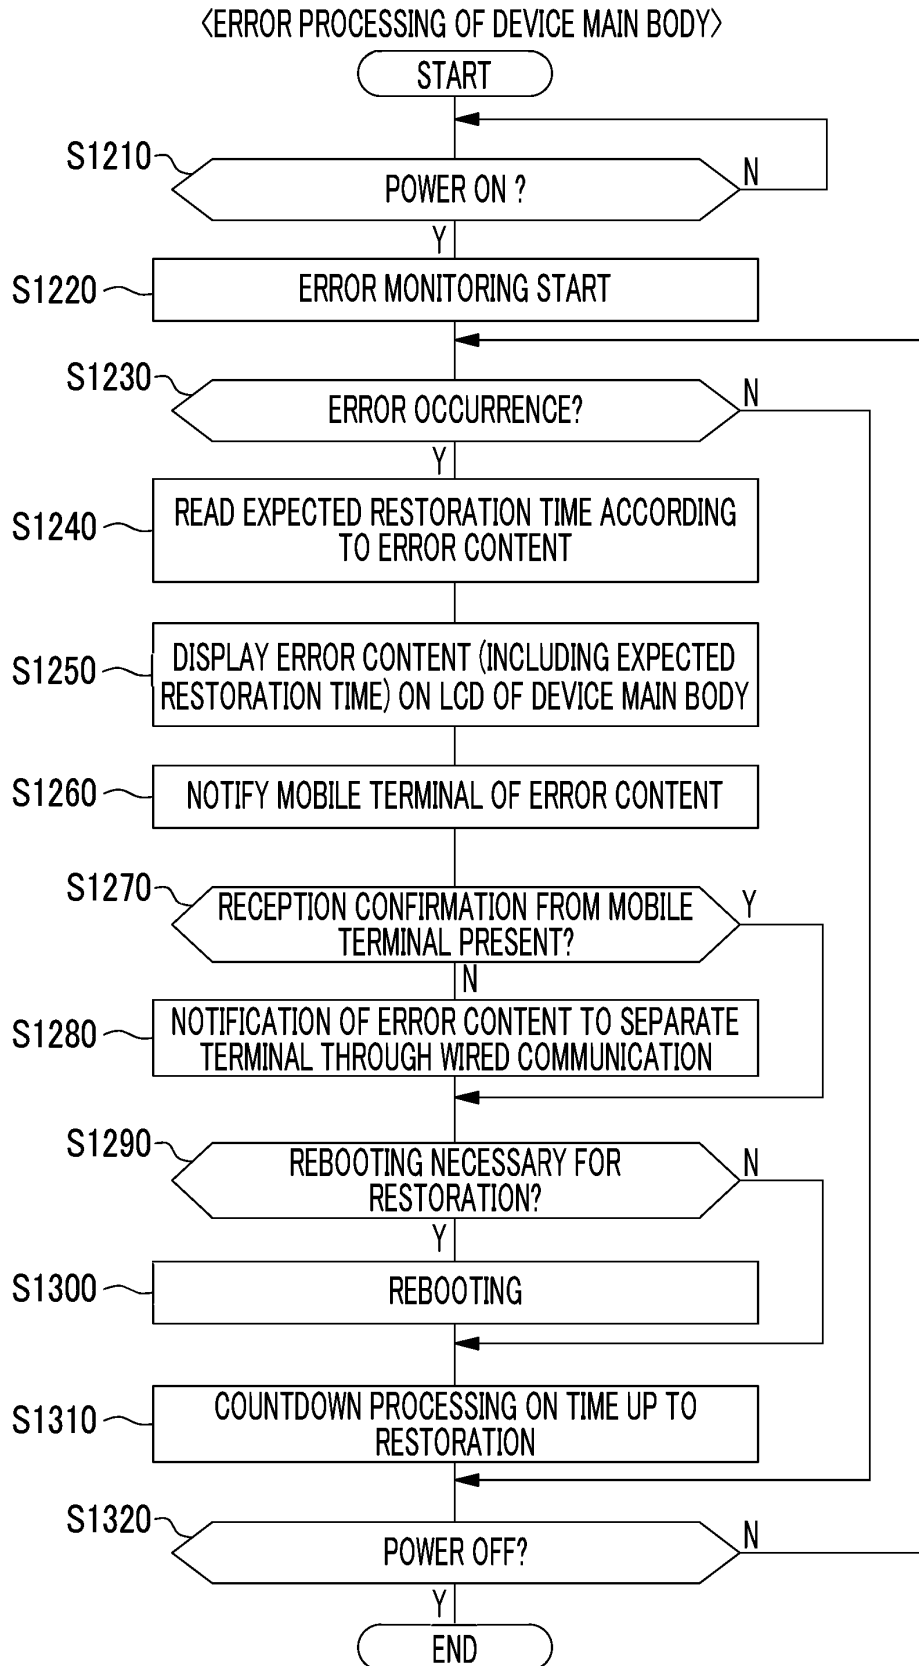 〈ERROR PROCESSING OF DEVICE MAIN BODY〉
START
S1210
POWER ON ?
N
Y
S1220
ERROR MONITORING START
S1230
ERROR OCCURRENCE?
N
Y
S1240
READ EXPECTED RESTORATION TIME ACCORDING
TO ERROR CONTENT
S1250
DISPLAY ERROR CONTENT (INCLUDING EXPECTED
RESTORATION TIME) ON LCD OF DEVICE MAIN BODY
S1260
NOTIFY MOBILE TERMINAL OF ERROR CONTENT
S1270
RECEPTION CONFIRMATION FROM MOBILE
TERMINAL PRESENT?
Y
N
S1280
NOTIFICATION OF ERROR CONTENT TO SEPARATE
TERMINAL THROUGH WIRED COMMUNICATION
S1290
REBOOTING NECESSARY FOR
RESTORATION?
N
Y
S1300
REBOOTING
S1310
COUNTDOWN PROCESSING ON TIME UP TO
RESTORATION
S1320
POWER OFF?
N
Y
END